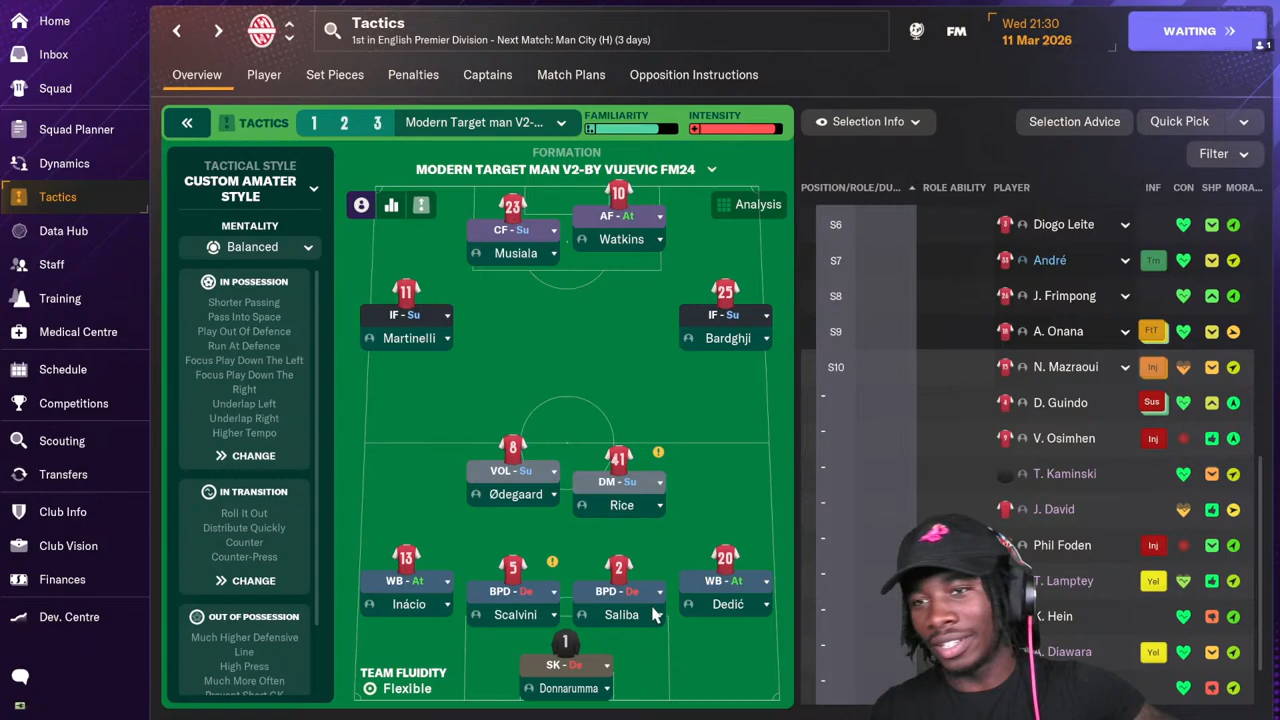 Home
Inbox
Squad
Squad Planner
Dynamics
Tactics
Data Hub
Staff
Training
Medical Centre
Schedule
Competitions
Scouting
Transfers
Club Info
Club Vision
Finances
Dev. Centre
Tactics
1st in English Premier Division - Next Match: Man City (H) (3 days)
FM
Wed 21:30
11 Mar 2026
WAITING
1
Overview
Player
Set Pieces
Penalties
Captains
Match Plans
Opposition Instructions
TACTICS
1 2 3
Modern Target man V2-...
FAMILIARITY
INTENSITY
TACTICAL STYLE
CUSTOM AMATER
STYLE
MENTALITY
Balanced
IN POSSESSION
Shorter Passing
Pass Into Space
Play Out Of Defence
Run At Defence
Focus Play Down The Left
Focus Play Down The
Right
Underlap Left
Underlap Right
Higher Tempo
CHANGE
IN TRANSITION
Roll It Out
Distribute Quickly
Counter
Counter-Press
CHANGE
OUT OF POSSESSION
Much Higher Defensive
Line
High Press
Much More Often
Prevent Short GK
FORMATION
MODERN TARGET MAN V2-BY VUJEVIC FM24
Analysis
23
CF - Su
Musiala
10
AF - At
Watkins
11
IF - Su
Martinelli
25
IF - Su
Bardghji
8
VOL - Su
Ødegaard
41
DM - Su
Rice
13
WB - At
Inácio
5
BPD - De
Scalvini
2
BPD - De
Saliba
20
WB - At
Dedić
1
SK - De
Donnarumma
TEAM FLUIDITY
Flexible
Selection Info
Selection Advice
Quick Pick
Filter
POSITION/ROLE/DU...
ROLE ABILITY
PLAYER
INF
CON
SHP
MORA...
S6 Diogo Leite
S7 André Trn
S8 J. Frimpong
S9 A. Onana FtT
S10 N. Mazraoui Inj
- D. Guindo Sus
- V. Osimhen Inj
- T. Kaminski
- J. David
- Phil Foden Inj
T. Lamptey Yel
K. Hein
A. Diawara Yel